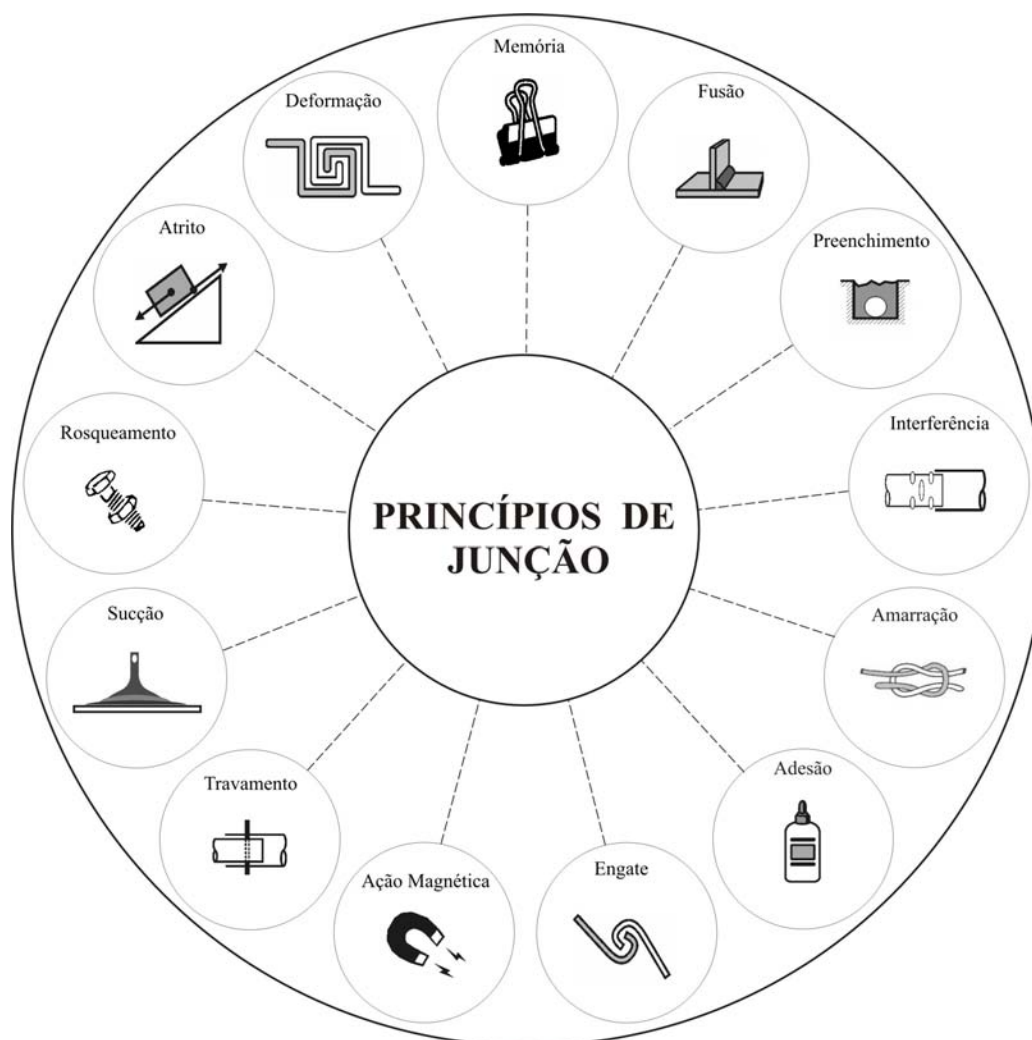 Memória
Deformação
Fusão
Atrito
Preenchimento
Rosqueamento
Interferência
PRINCÍPIOS DE
JUNÇÃO
Sucção
Amarração
Travamento
Adesão
Ação Magnética
Engate